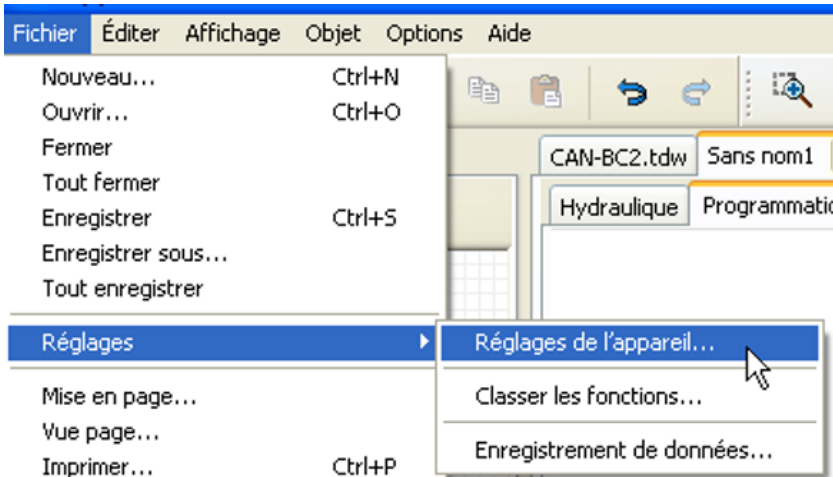 Fichier Éditer Affichage Objet Options Aide
Nouveau... Ctrl+N
Ouvrir... Ctrl+O
Fermer
Tout fermer
Enregistrer Ctrl+S
Enregistrer sous...
Tout enregistrer
Réglages
Mise en page...
Vue page...
Imprimer... Ctrl+P
CAN-BC2.tdw Sans nom1
Hydraulique Programmatio
Réglages de l'appareil...
Classer les fonctions...
Enregistrement de données...